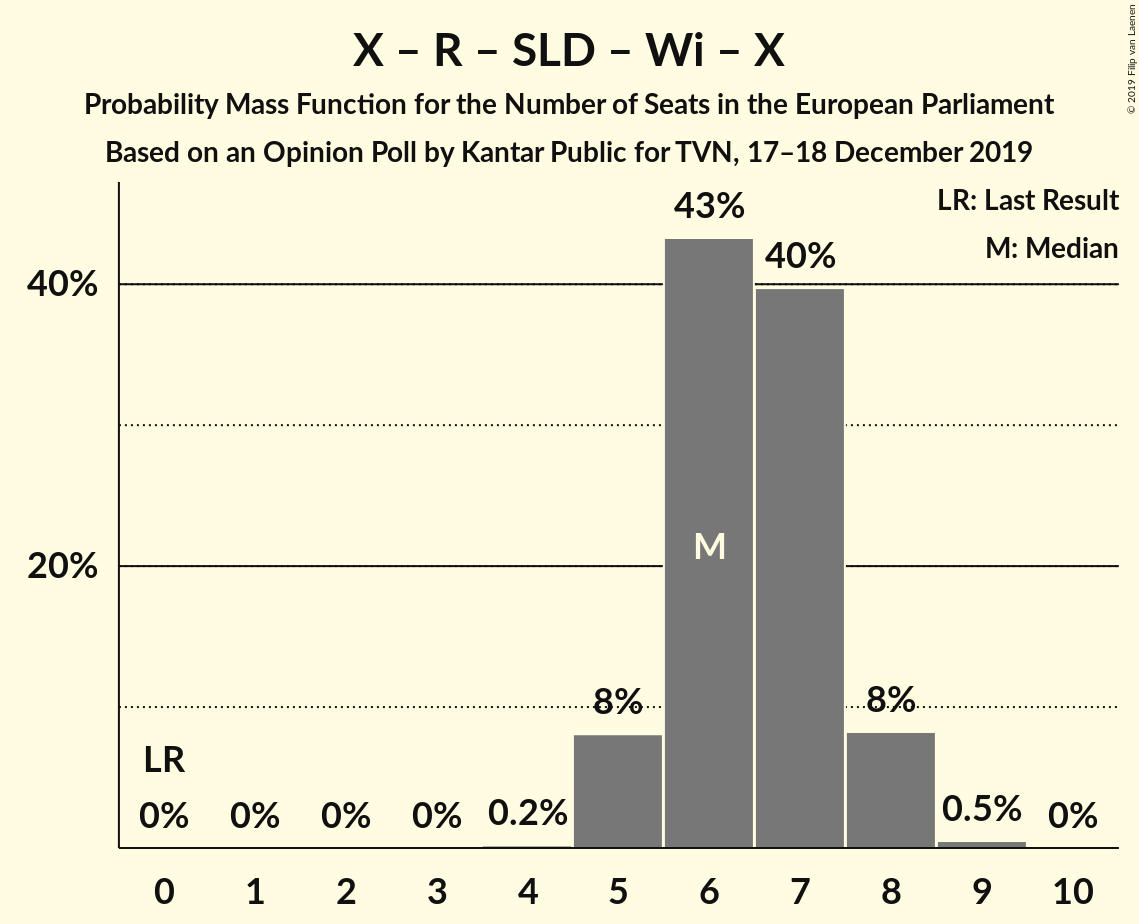 X – R – SLD – Wi – X
Probability Mass Function for the Number of Seats in the European Parliament
Based on an Opinion Poll by Kantar Public for TVN, 17–18 December 2019
© 2019 Filip van Laenen
LR: Last Result
M: Median
43%
40%
40%
M
20%
8%
8%
LR
0%
0%
0%
0%
0.2%
0.5%
0%
0 1 2 3 4 5 6 7 8 9 10